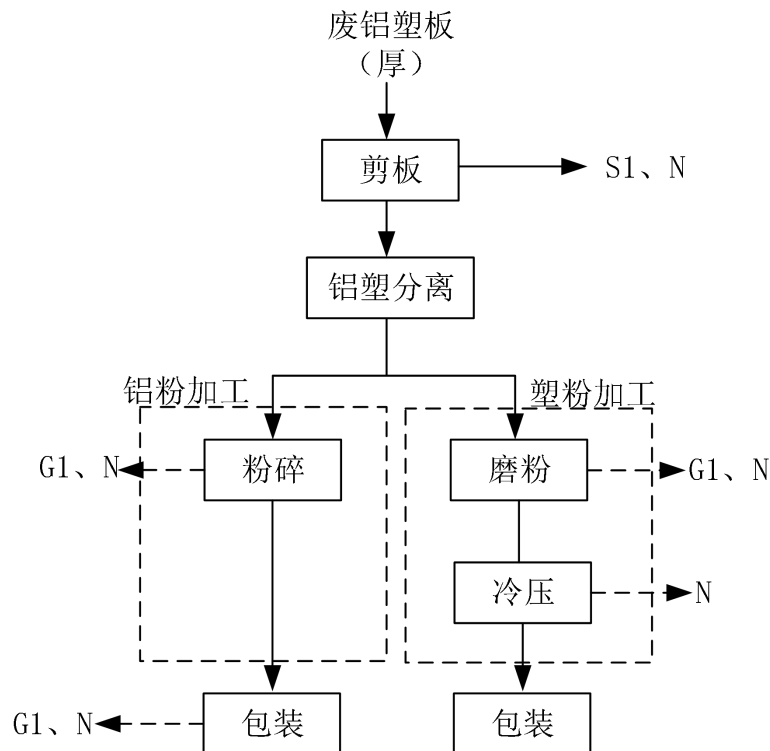 废铝塑板
（厚）
剪板
S1、N
铝塑分离
铝粉加工
塑粉加工
G1、N
粉碎
磨粉
G1、N
冷压
N
G1、N
包装
包装